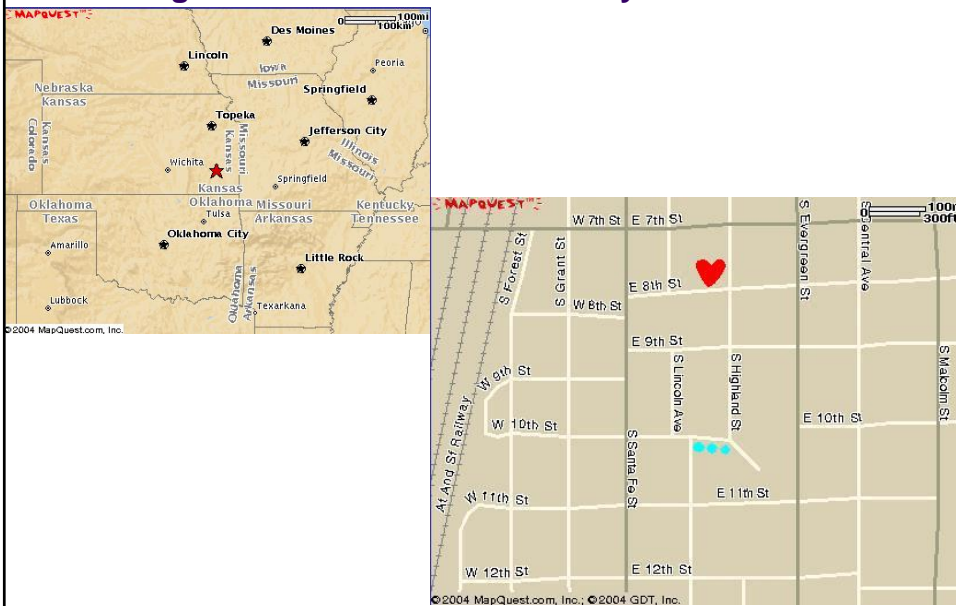 MAPQUEST
0 100mi
100km
Des Moines
Lincoln
Peoria
Iowa
Missouri
Nebraska
Kansas
Springfield
Topeka
Jefferson City
Colorado
Kansas
Missouri
Kansas
Illinois
Missouri
Wichita
Springfield
Kansas
Oklahoma
Missouri
Arkansas
Kentucky
Tennessee
Oklahoma
Texas
Tulsa
Amarillo
Oklahoma City
Little Rock
Oklahoma
Arkansas
Lubbock
Texarkana
©2004 MapQuest.com, Inc.
MAPQUEST
0 100m
300ft
W 7th St
E 7th St
S Forest St
S Grant St
S Evergreen St
S Central Ave
E 8th St
W 8th St
E 9th St
W 9th St
S Lincoln Ave
S Highland St
S Malcolm St
At And Sf Railway
W 10th St
E 10th St
S Santa Fe St
W 11th St
E 11th St
W 12th St
E 12th St
©2004 MapQuest.com, Inc.; ©2004 GDT, Inc.